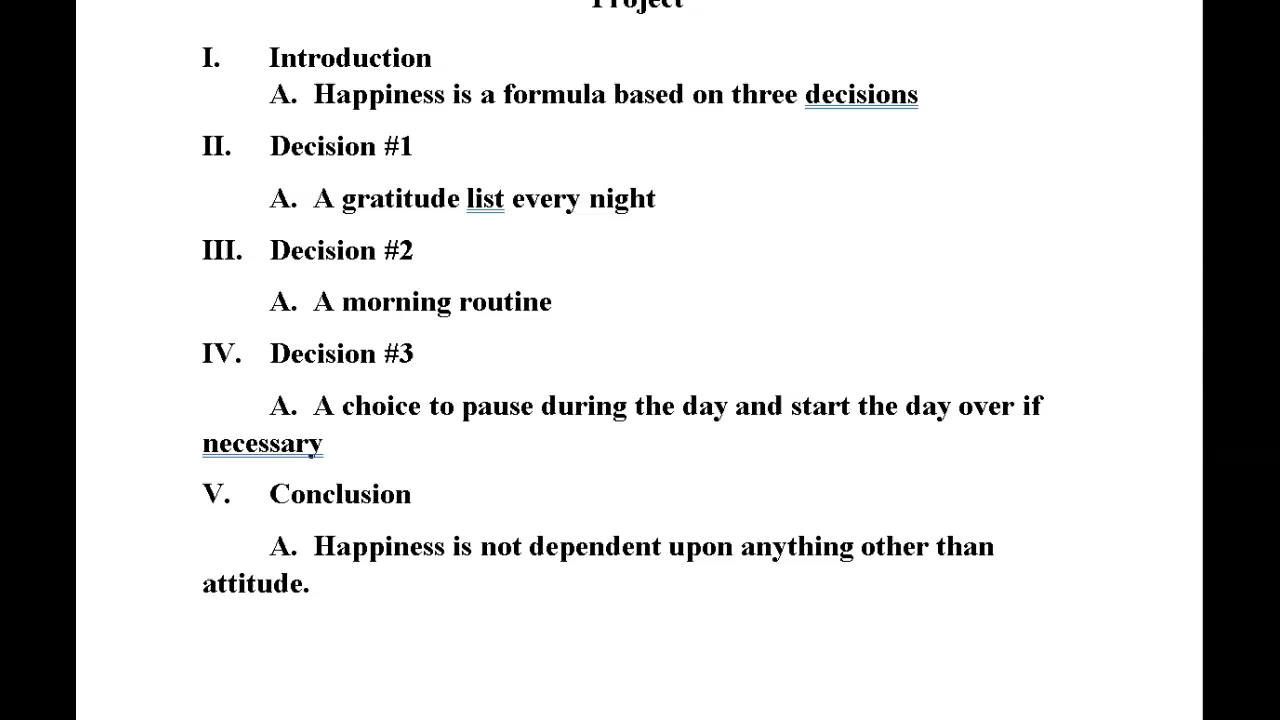 Project
I. Introduction
A. Happiness is a formula based on three decisions
II. Decision #1
A. A gratitude list every night
III. Decision #2
A. A morning routine
IV. Decision #3
A. A choice to pause during the day and start the day over if
necessary
V. Conclusion
A. Happiness is not dependent upon anything other than
attitude.